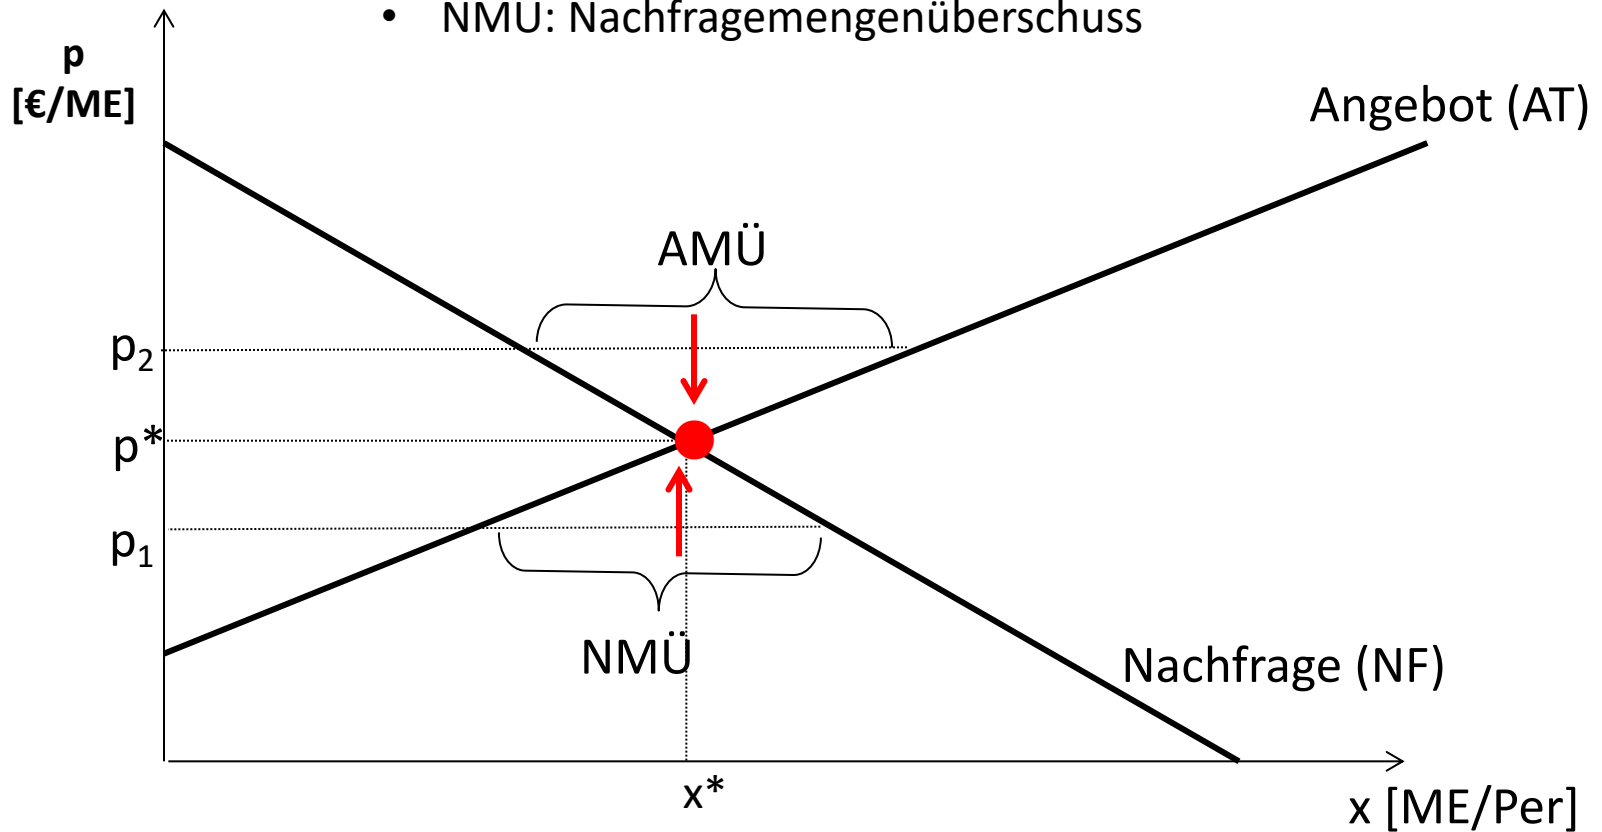 • NMÜ: Nachfragemengenüberschuss
p
[€/ME]
Angebot (AT)
AMÜ
p₂
p*
p₁
NMÜ
Nachfrage (NF)
x*
x [ME/Per]